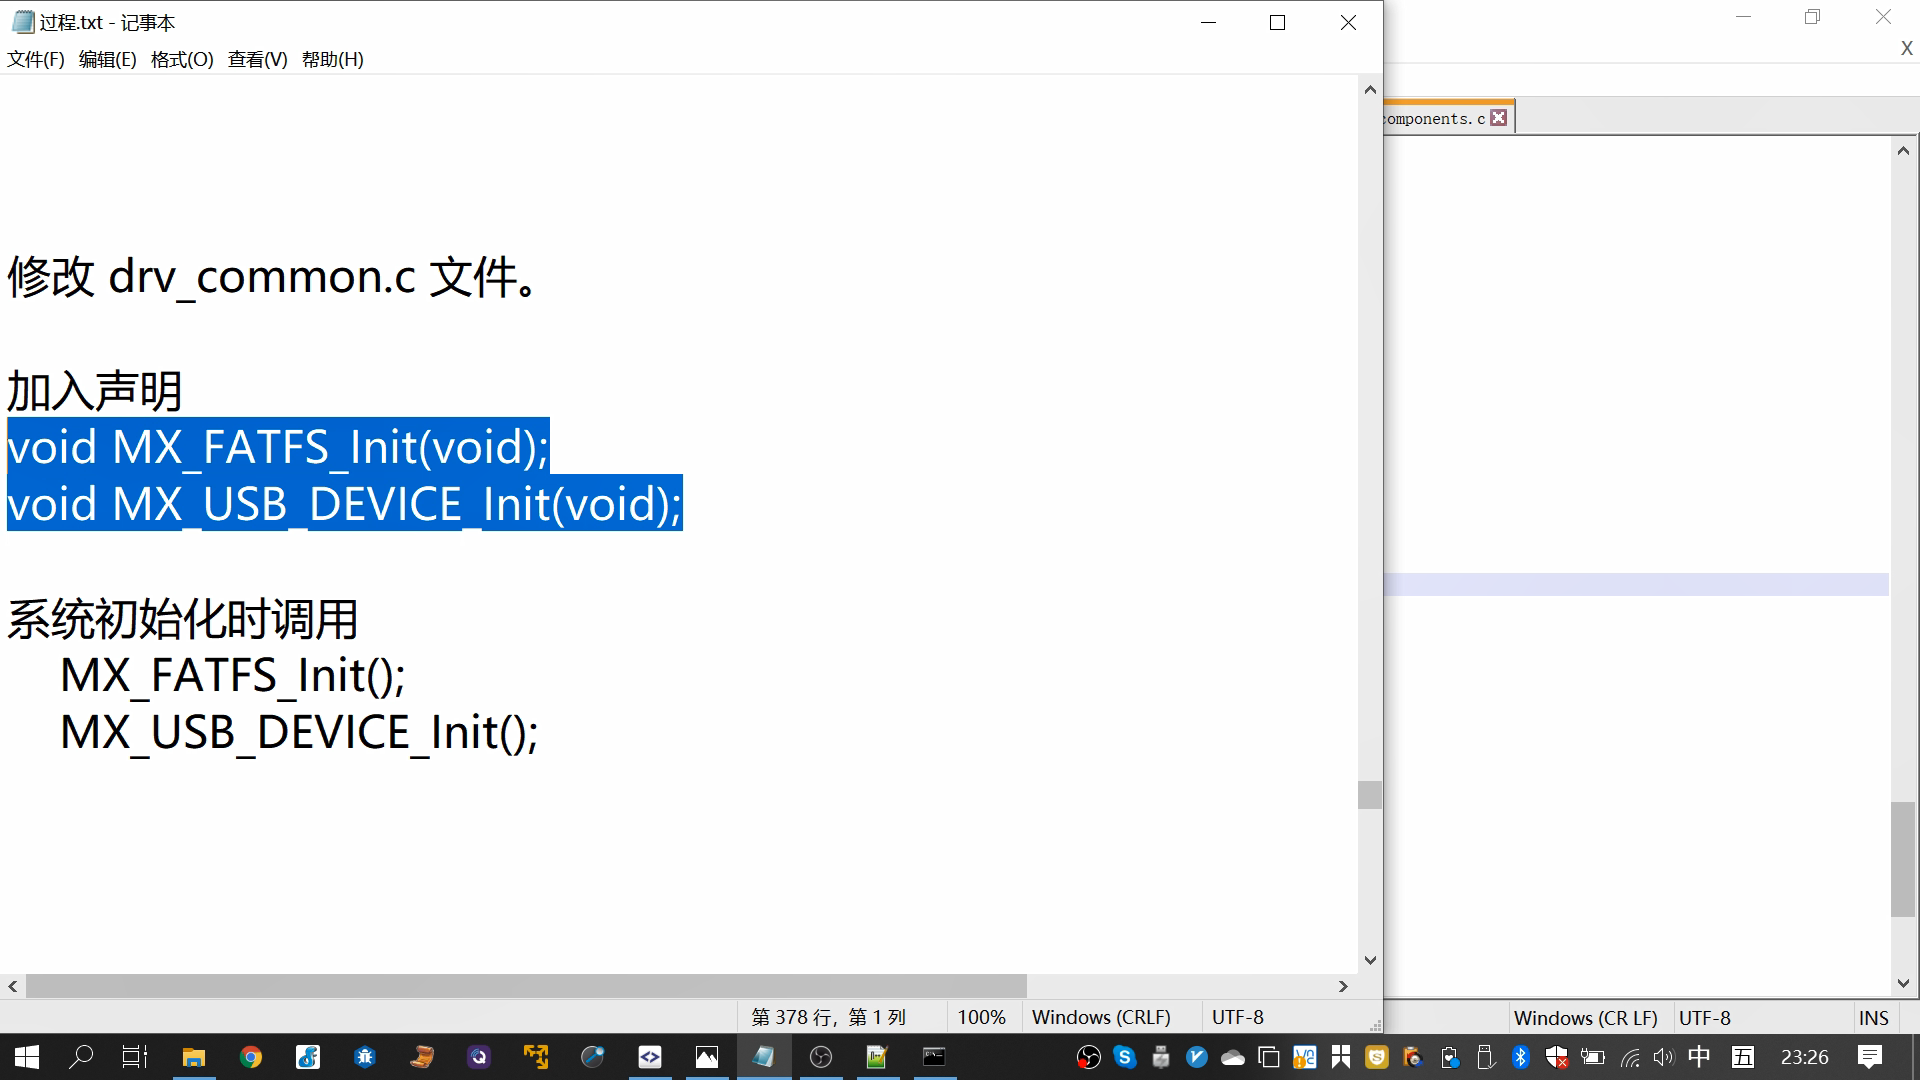 过程.txt - 记事本
文件(F) 编辑(E) 格式(O) 查看(V) 帮助(H)
X
omponents.c
修改 drv_common.c 文件。
加入声明
void MX_FATFS_Init(void);
void MX_USB_DEVICE_Init(void);
系统初始化时调用
MX_FATFS_Init();
MX_USB_DEVICE_Init();
第 378 行，第 1 列 100% Windows (CRLF) UTF-8
Windows (CR LF) UTF-8 INS
中 五 23:26